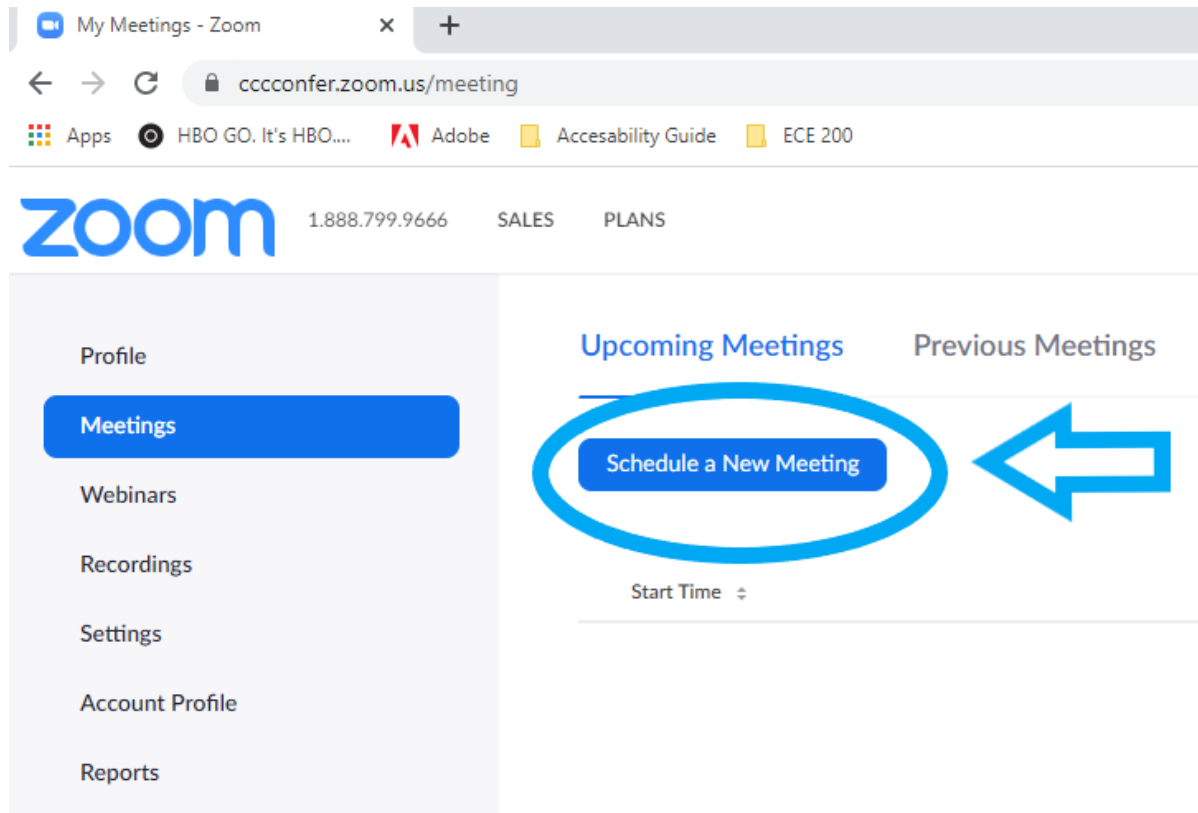 My Meetings - Zoom
cccconfer.zoom.us/meeting
Apps HBO GO. It's HBO.... Adobe Accesability Guide ECE 200
zoom 1.888.799.9666 SALES PLANS
Profile
Meetings
Webinars
Recordings
Settings
Account Profile
Reports
Upcoming Meetings Previous Meetings
Schedule a New Meeting
Start Time